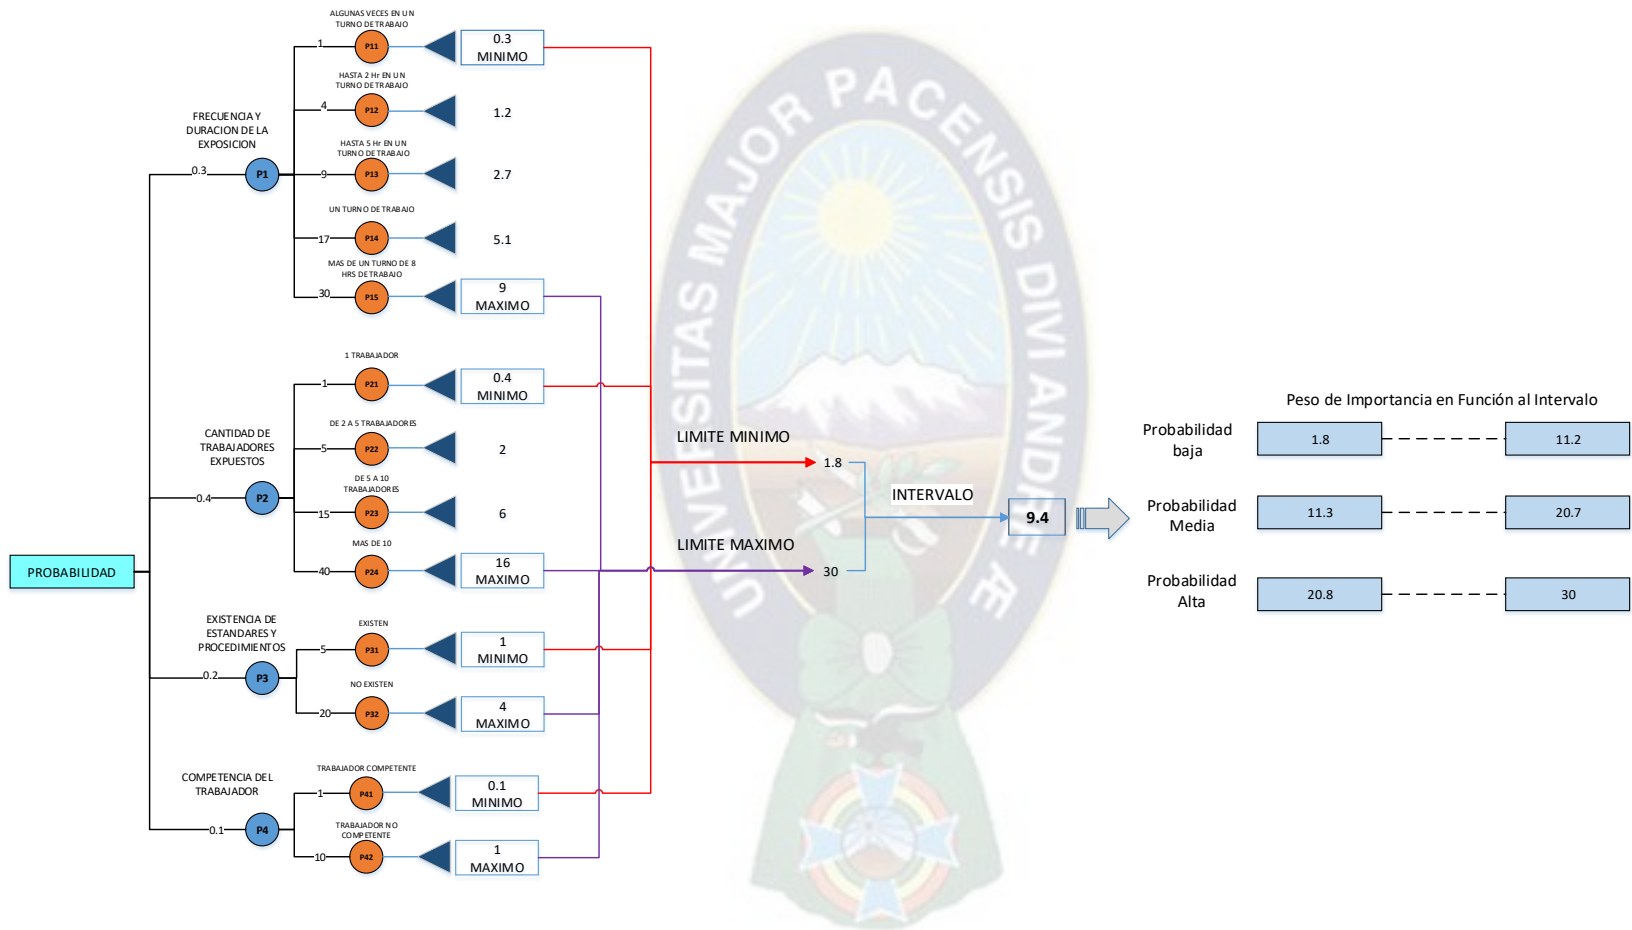 ALGUNAS VECES EN UN
TURNO DE TRABAJO
1
P11
0.3
MINIMO
HASTA 2 Hr EN UN
TURNO DE TRABAJO
4
P12
1.2
FRECUENCIA Y
DURACION DE LA
EXPOSICION
0.3
P1
HASTA 5 Hr EN UN
TURNO DE TRABAJO
9
P13
2.7
UN TURNO DE TRABAJO
17
P14
5.1
MAS DE UN TURNO DE 8
HRS DE TRABAJO
30
P15
9
MAXIMO
1 TRABAJADOR
1
P21
0.4
MINIMO
CANTIDAD DE
TRABAJADORES
EXPUESTOS
0.4
P2
DE 2 A 5 TRABAJADORES
5
P22
2
DE 5 A 10
TRABAJADORES
15
P23
6
MAS DE 10
40
P24
16
MAXIMO
PROBABILIDAD
EXISTENCIA DE
ESTANDARES Y
PROCEDIMIENTOS
0.2
P3
EXISTEN
5
P31
1
MINIMO
NO EXISTEN
20
P32
4
MAXIMO
COMPETENCIA DEL
TRABAJADOR
0.1
P4
TRABAJADOR COMPETENTE
1
P41
0.1
MINIMO
TRABAJADOR NO
COMPETENTE
10
P42
1
MAXIMO
LIMITE MINIMO
1.8
INTERVALO
9.4
LIMITE MAXIMO
30
Peso de Importancia en Función al Intervalo
Probabilidad
baja
1.8
11.2
Probabilidad
Media
11.3
20.7
Probabilidad
Alta
20.8
30
UNIVERSITAS MAJOR PACENSIS DIVI ANDREÆ